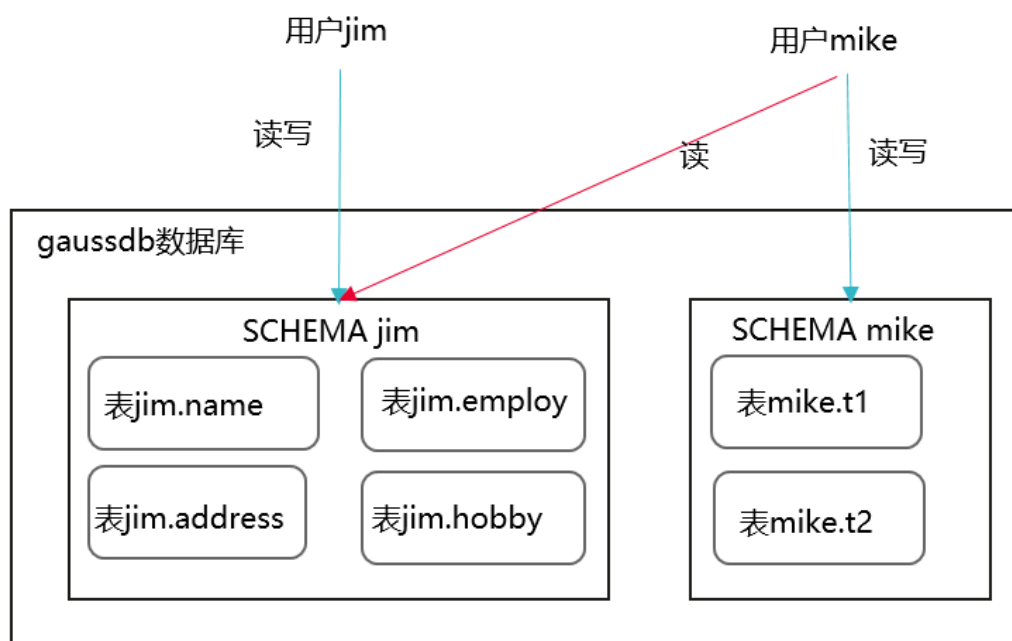 用户jim
用户mike
读写
读
读写
gaussdb数据库
SCHEMA jim
SCHEMA mike
表jim.name
表jim.employ
表mike.t1
表jim.address
表jim.hobby
表mike.t2